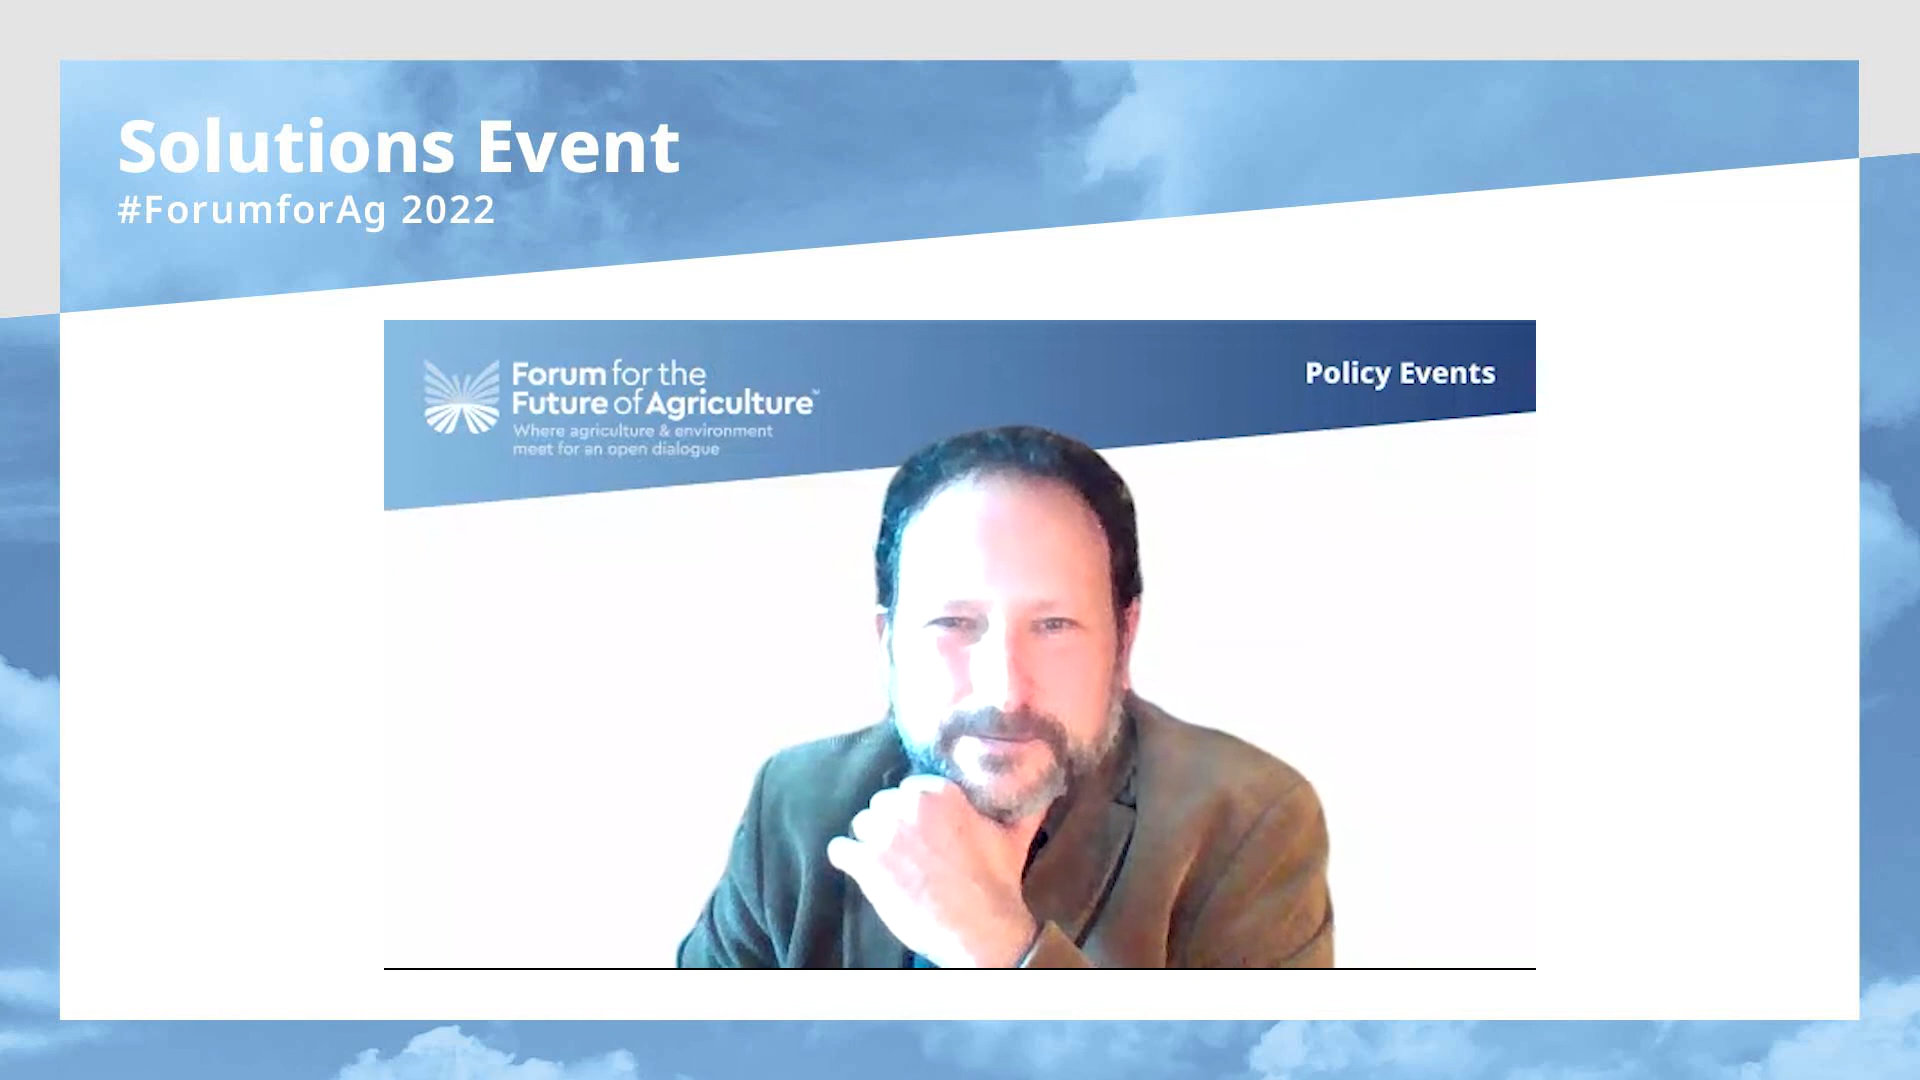 Solutions Event
#ForumforAg 2022
Forum for the
Future of Agriculture™
Where agriculture & environment
meet for an open dialogue
Policy Events